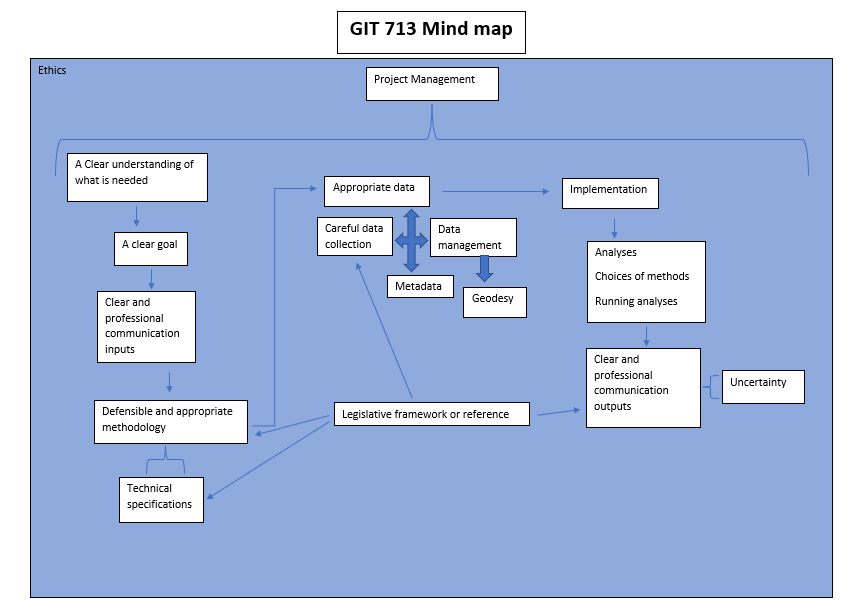 GIT 713 Mind map
Ethics
Project Management
A Clear understanding of
what is needed
A clear goal
Clear and
professional
communication
inputs
Defensible and appropriate
methodology
Technical
specifications
Appropriate data
Careful data
collection
Data
management
Metadata
Geodesy
Legislative framework or reference
Implementation
Analyses
Choices of methods
Running analyses
Clear and
professional
communication
outputs
Uncertainty